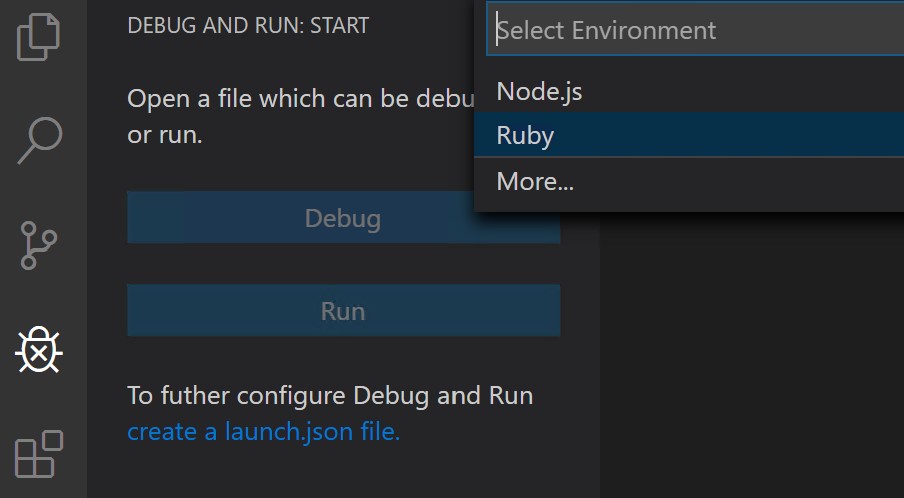 DEBUG AND RUN: START
Open a file which can be debu
or run.
Debug
Run
To futher configure Debug and Run
create a launch.json file.
Select Environment
Node.js
Ruby
More...